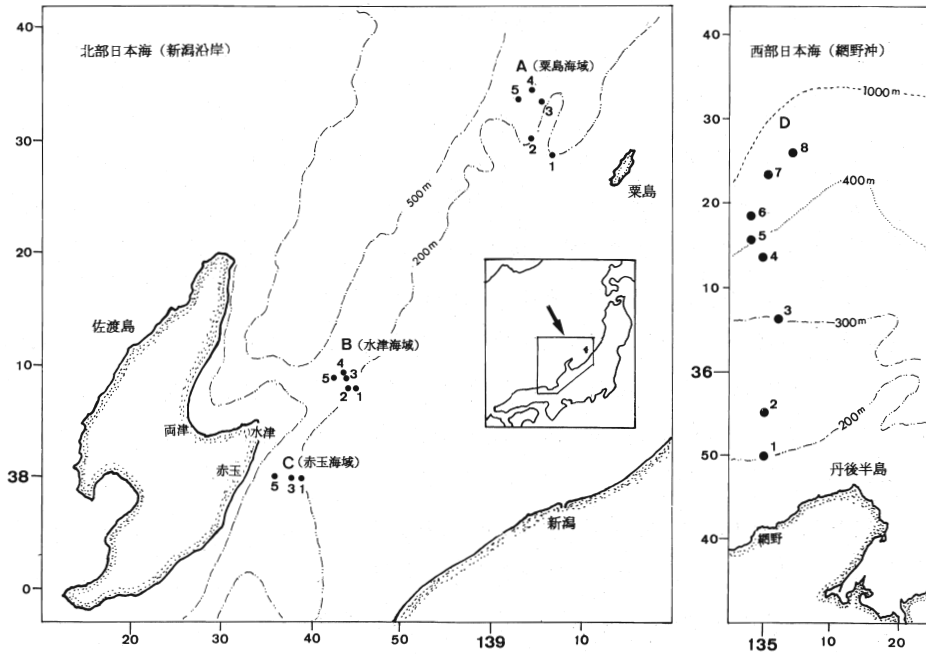 北部日本海(新潟沿岸)
A(粟島海域)
4
5
3
2
1
粟島
500m
200m
佐渡島
B(水津海域)
4
5
3
2
1
両津
水津
赤玉
C(赤玉海域)
5
3
1
新潟
40
30
20
10
38
0
20
30
40
50
139
10
西部日本海(網野沖)
1000m
D
8
7
400m
6
5
4
3
300m
2
200m
1
丹後半島
網野
40
30
20
10
36
50
40
135
10
20